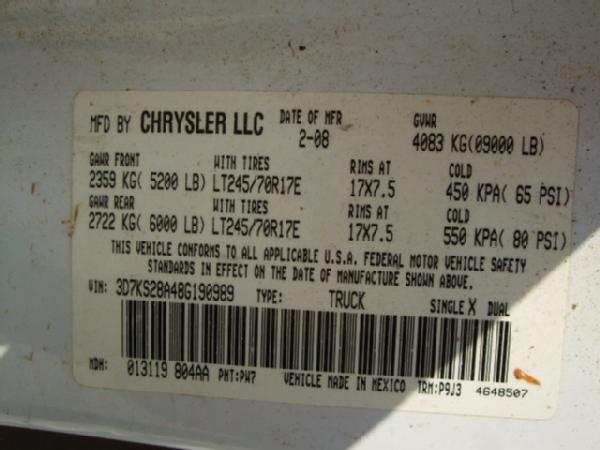 MFD BY CHRYSLER LLC DATE OF MFR 2-08 GVWR 4083 KG(09000 LB)
GAWR FRONT WITH TIRES RIMS AT COLD
2359 KG( 5200 LB) LT245/70R17E 17X7.5 450 KPA( 65 PSI)
GAWR REAR WITH TIRES RIMS AT COLD
2722 KG( 6000 LB) LT245/70R17E 17X7.5 550 KPA( 80 PSI)
THIS VEHICLE CONFORMS TO ALL APPLICABLE U.S.A. FEDERAL MOTOR VEHICLE SAFETY
STANDARDS IN EFFECT ON THE DATE OF MANUFACTURE SHOWN ABOVE.
VIN: 3D7KS28A48G190989 TYPE: TRUCK SINGLE X DUAL
MDH: 013119 804AA PNT:PW7 VEHICLE MADE IN MEXICO TRM:P9J3 4648507